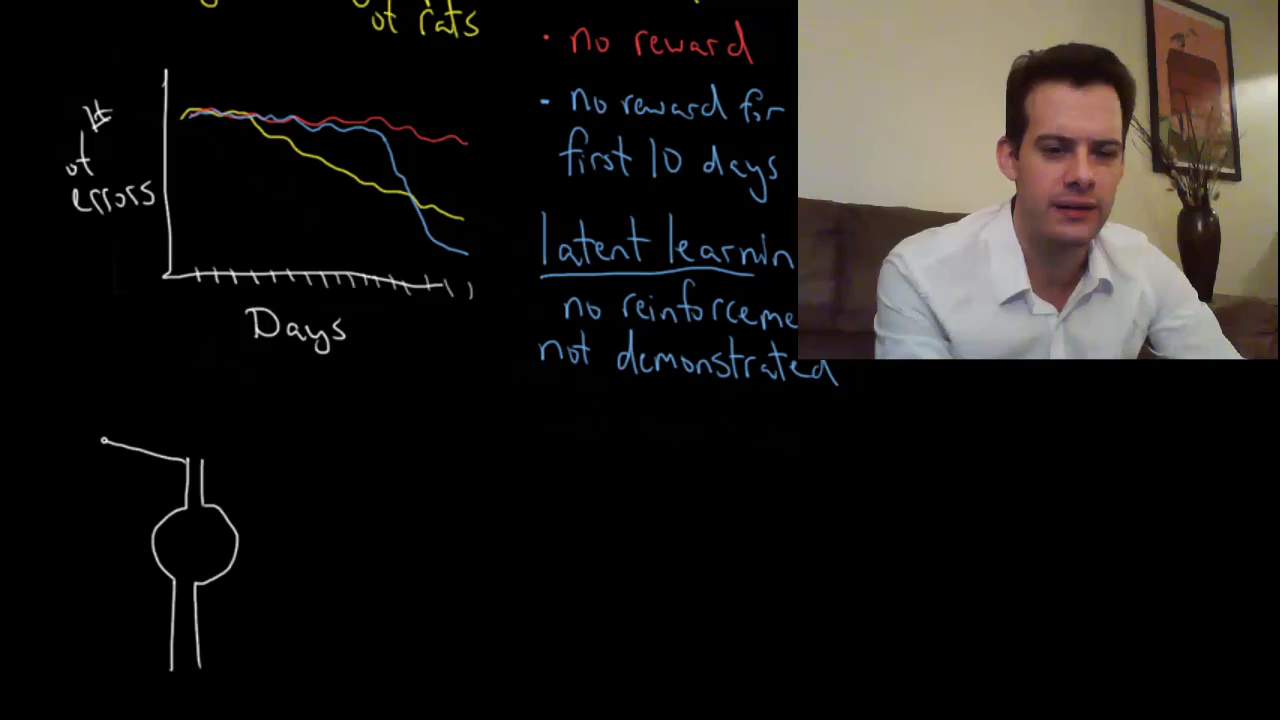 of rats
• no reward
- no reward for
first 10 days
# of errors
latent learnin
no reinforceme
not demonstrated
Days